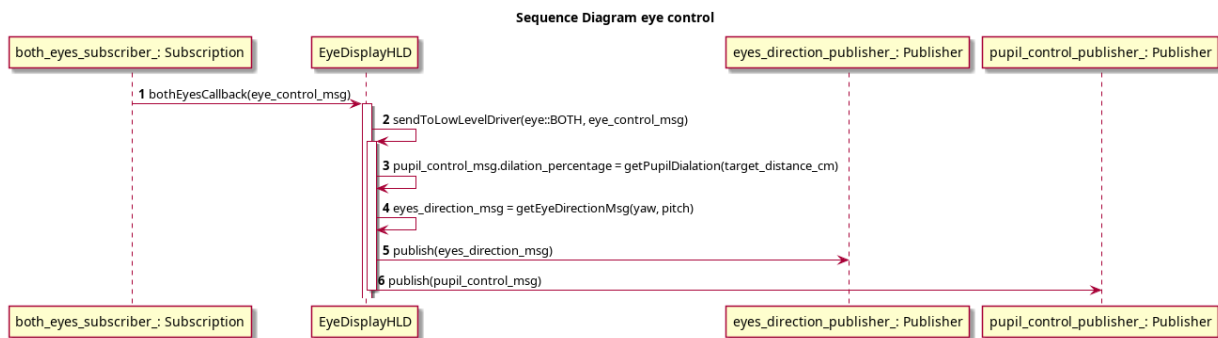 Sequence Diagram eye control
both_eyes_subscriber_: Subscription
EyeDisplayHLD
eyes_direction_publisher_: Publisher
pupil_control_publisher_: Publisher
1 bothEyesCallback(eye_control_msg)
2 sendToLowLevelDriver(eye::BOTH, eye_control_msg)
3 pupil_control_msg.dilation_percentage = getPupilDialation(target_distance_cm)
4 eyes_direction_msg = getEyeDirectionMsg(yaw, pitch)
5 publish(eyes_direction_msg)
6 publish(pupil_control_msg)
both_eyes_subscriber_: Subscription
EyeDisplayHLD
eyes_direction_publisher_: Publisher
pupil_control_publisher_: Publisher